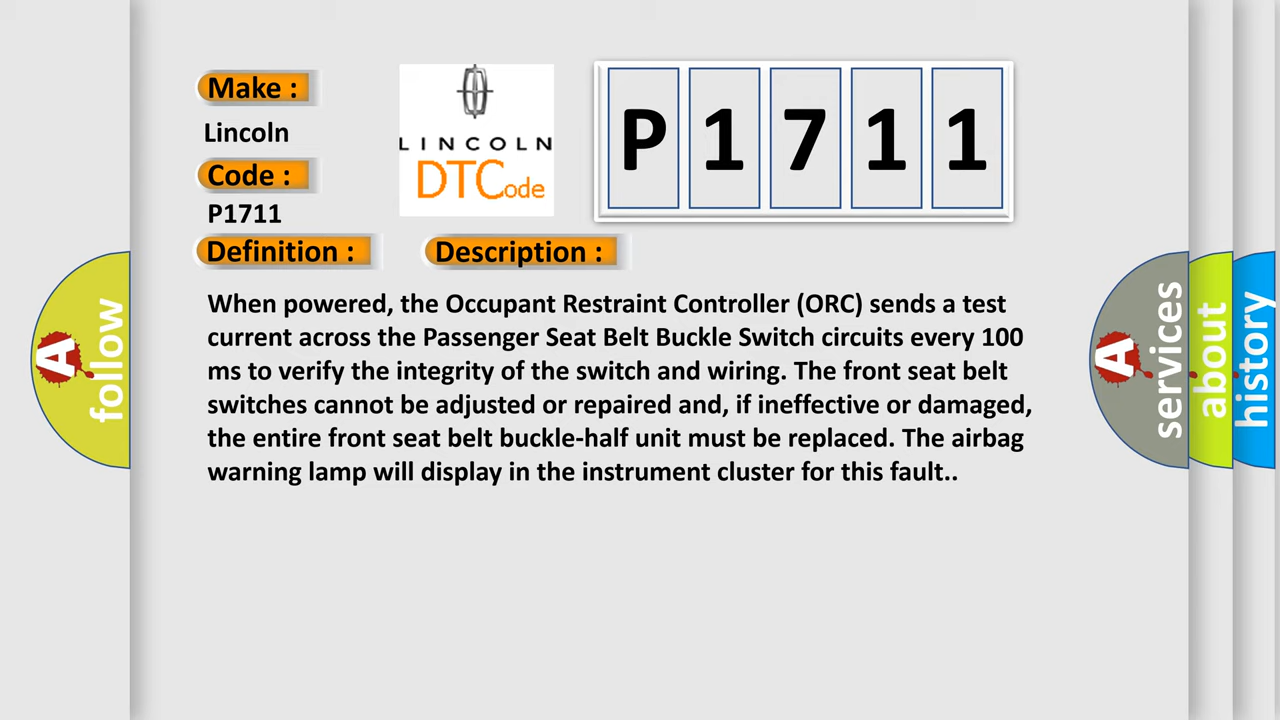 Make :
Lincoln
Code :
P1711
Definition :
Description :
LINCOLN
DTCode
P 1 7 1 1
When powered, the Occupant Restraint Controller (ORC) sends a test
current across the Passenger Seat Belt Buckle Switch circuits every 100
ms to verify the integrity of the switch and wiring. The front seat belt
switches cannot be adjusted or repaired and, if ineffective or damaged,
the entire front seat belt buckle-half unit must be replaced. The airbag
warning lamp will display in the instrument cluster for this fault..
A
follow
A
services
about
history